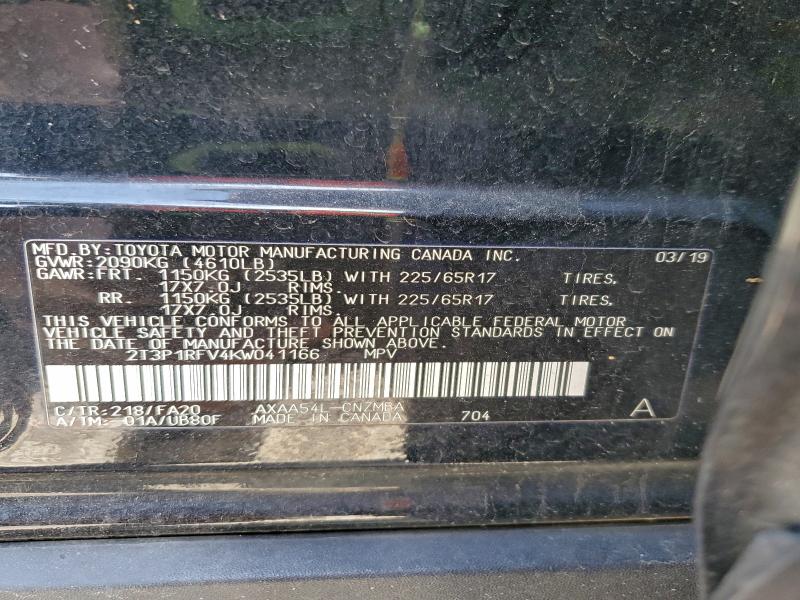 MFD. BY: TOYOTA MOTOR MANUFACTURING CANADA INC. 03/19
GVWR: 2090KG (4610LB)
GAWR: FRT. 1150KG (2535LB) WITH 225/65R17 TIRES.
17X7.0J RIMS
RR. 1150KG (2535LB) WITH 225/65R17 TIRES.
17X7.0J RIMS
THIS VEHICLE CONFORMS TO ALL APPLICABLE FEDERAL MOTOR
VEHICLE SAFETY AND THEFT PREVENTION STANDARDS IN EFFECT ON
THE DATE OF MANUFACTURE SHOWN ABOVE.
2T3P1RFV4KW041166 MPV
C/TR: 218/FA20 AXAA54L-CNZMBA 704 A
A/TM: -01A/UB80F MADE IN CANADA